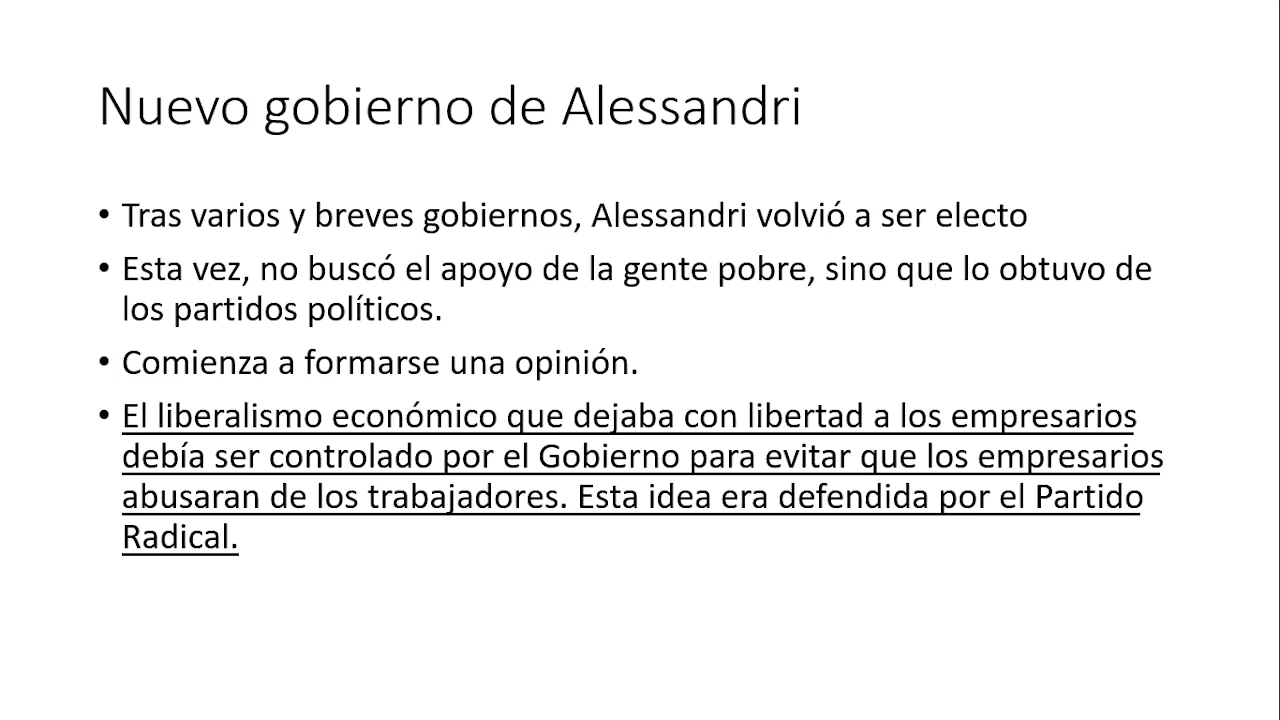 Nuevo gobierno de Alessandri
• Tras varios y breves gobiernos, Alessandri volvió a ser electo
• Esta vez, no buscó el apoyo de la gente pobre, sino que lo obtuvo de
los partidos políticos.
• Comienza a formarse una opinión.
• El liberalismo económico que dejaba con libertad a los empresarios
debía ser controlado por el Gobierno para evitar que los empresarios
abusaran de los trabajadores. Esta idea era defendida por el Partido
Radical.